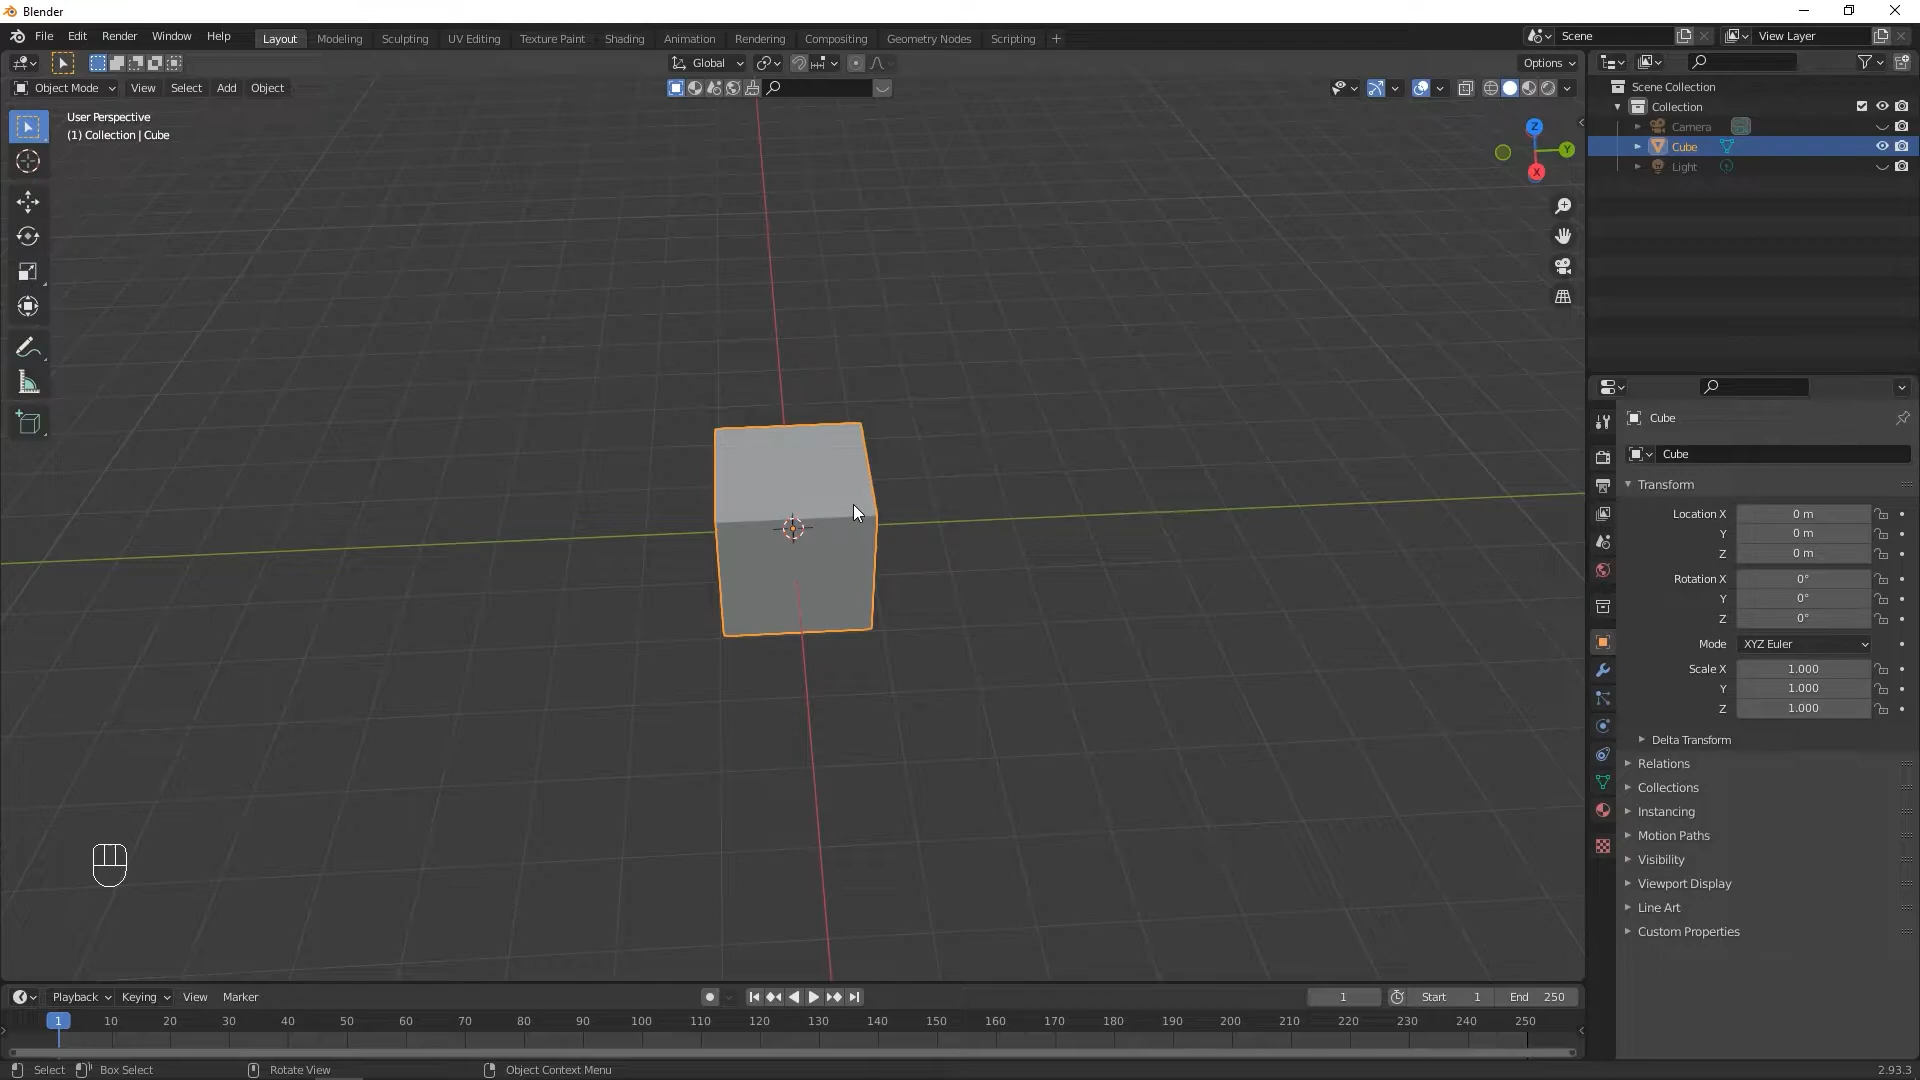 Blender
File Edit Render Window Help Layout Modeling Sculpting UV Editing Texture Paint Shading Animation Rendering Compositing Geometry Nodes Scripting + Scene View Layer
Global Options
Object Mode View Select Add Object
User Perspective
(1) Collection | Cube
Z
Y
X
Scene Collection
Collection
Camera
Cube
Light
Cube
Cube
Transform
Location X 0 m
Y 0 m
Z 0 m
Rotation X 0°
Y 0°
Z 0°
Mode XYZ Euler
Scale X 1.000
Y 1.000
Z 1.000
Delta Transform
Relations
Collections
Instancing
Motion Paths
Visibility
Viewport Display
Line Art
Custom Properties
Playback Keying View Marker 1 Start 1 End 250
1 10 20 30 40 50 60 70 80 90 100 110 120 130 140 150 160 170 180 190 200 210 220 230 240 250
Select Box Select Rotate View Object Context Menu 2.93.3